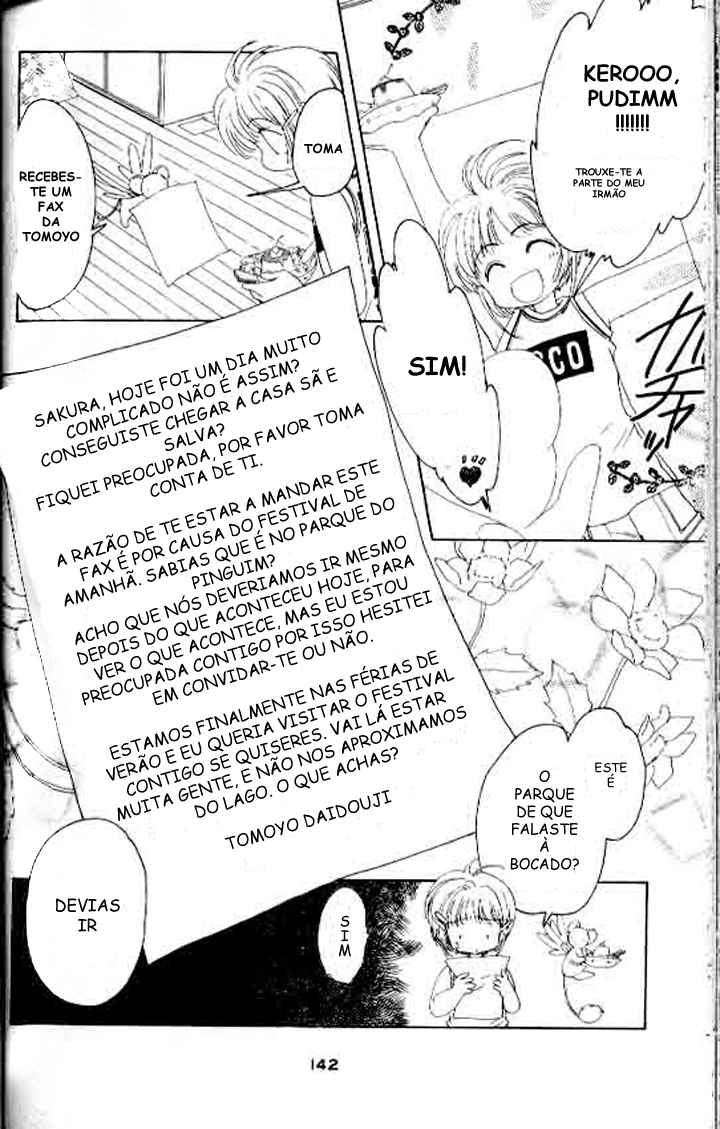 KEROOO,
PUDIMM
!!!!!!!
TROUXE-TE A
PARTE DO MEU
IRMÃO
SIM!
CCO
ガチャッ
TOMA
RECEBES-
TE UM
FAX
DA
TOMOYO
SAKURA, HOJE FOI UM DIA MUITO
COMPLICADO NÃO É ASSIM?
CONSEGUISTE CHEGAR A CASA SÃ E
SALVA?
FIQUEI PREOCUPADA, POR FAVOR TOMA
CONTA DE TI.
A RAZÃO DE TE ESTAR A MANDAR ESTE
FAX É POR CAUSA DO FESTIVAL DE
AMANHÃ. SABIAS QUE É NO PARQUE DO
PINGUIM?
ACHO QUE NÓS DEVERIAMOS IR MESMO
DEPOIS DO QUE ACONTECEU HOJE, PARA
VER O QUE ACONTECE, MAS EU ESTOU
PREOCUPADA CONTIGO POR ISSO HESITEI
EM CONVIDAR-TE OU NÃO.
ESTAMOS FINALMENTE NAS FÉRIAS DE
VERÃO E EU QUERIA VISITAR O FESTIVAL
CONTIGO SE QUISERES. VAI LÁ ESTAR
MUITA GENTE, E NÃO NOS APROXIMAMOS
DO LAGO. O QUE ACHAS?
TOMOYO DAIDOUJI
ESTE
É
O
PARQUE
DE QUE
FALASTE
À
BOCADO?
S
I
M
DEVIAS
IR
142